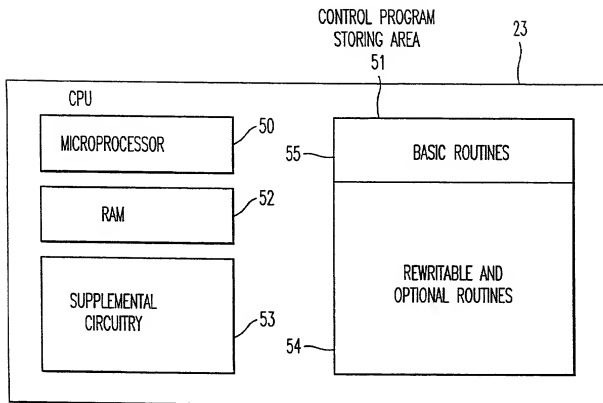 CONTROL PROGRAM
STORING AREA
51
23
CPU
MICROPROCESSOR
50
RAM
52
SUPPLEMENTAL
CIRCUITRY
53
55
BASIC ROUTINES
REWRITABLE AND
OPTIONAL ROUTINES
54